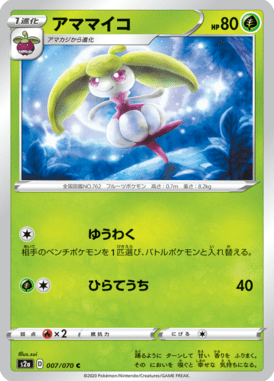 1進化 アママイコ HP80
アマカジから進化
全国図鑑NO.762 フルーツポケモン 高さ:0.7m 重さ:8.2kg
ゆうわく
相手のベンチポケモンを1匹選び、バトルポケモンと入れ替える。
ひらてうち 40
弱点 ×2 抵抗力 にげる
Illus.sui
s2a D 007/070 C
踊るように ターンして 甘い 香りを ふりまく。
その においを 嗅ぐと 幸せな 気持ちになる。
©2020 Pokémon/Nintendo/Creatures/GAME FREAK.